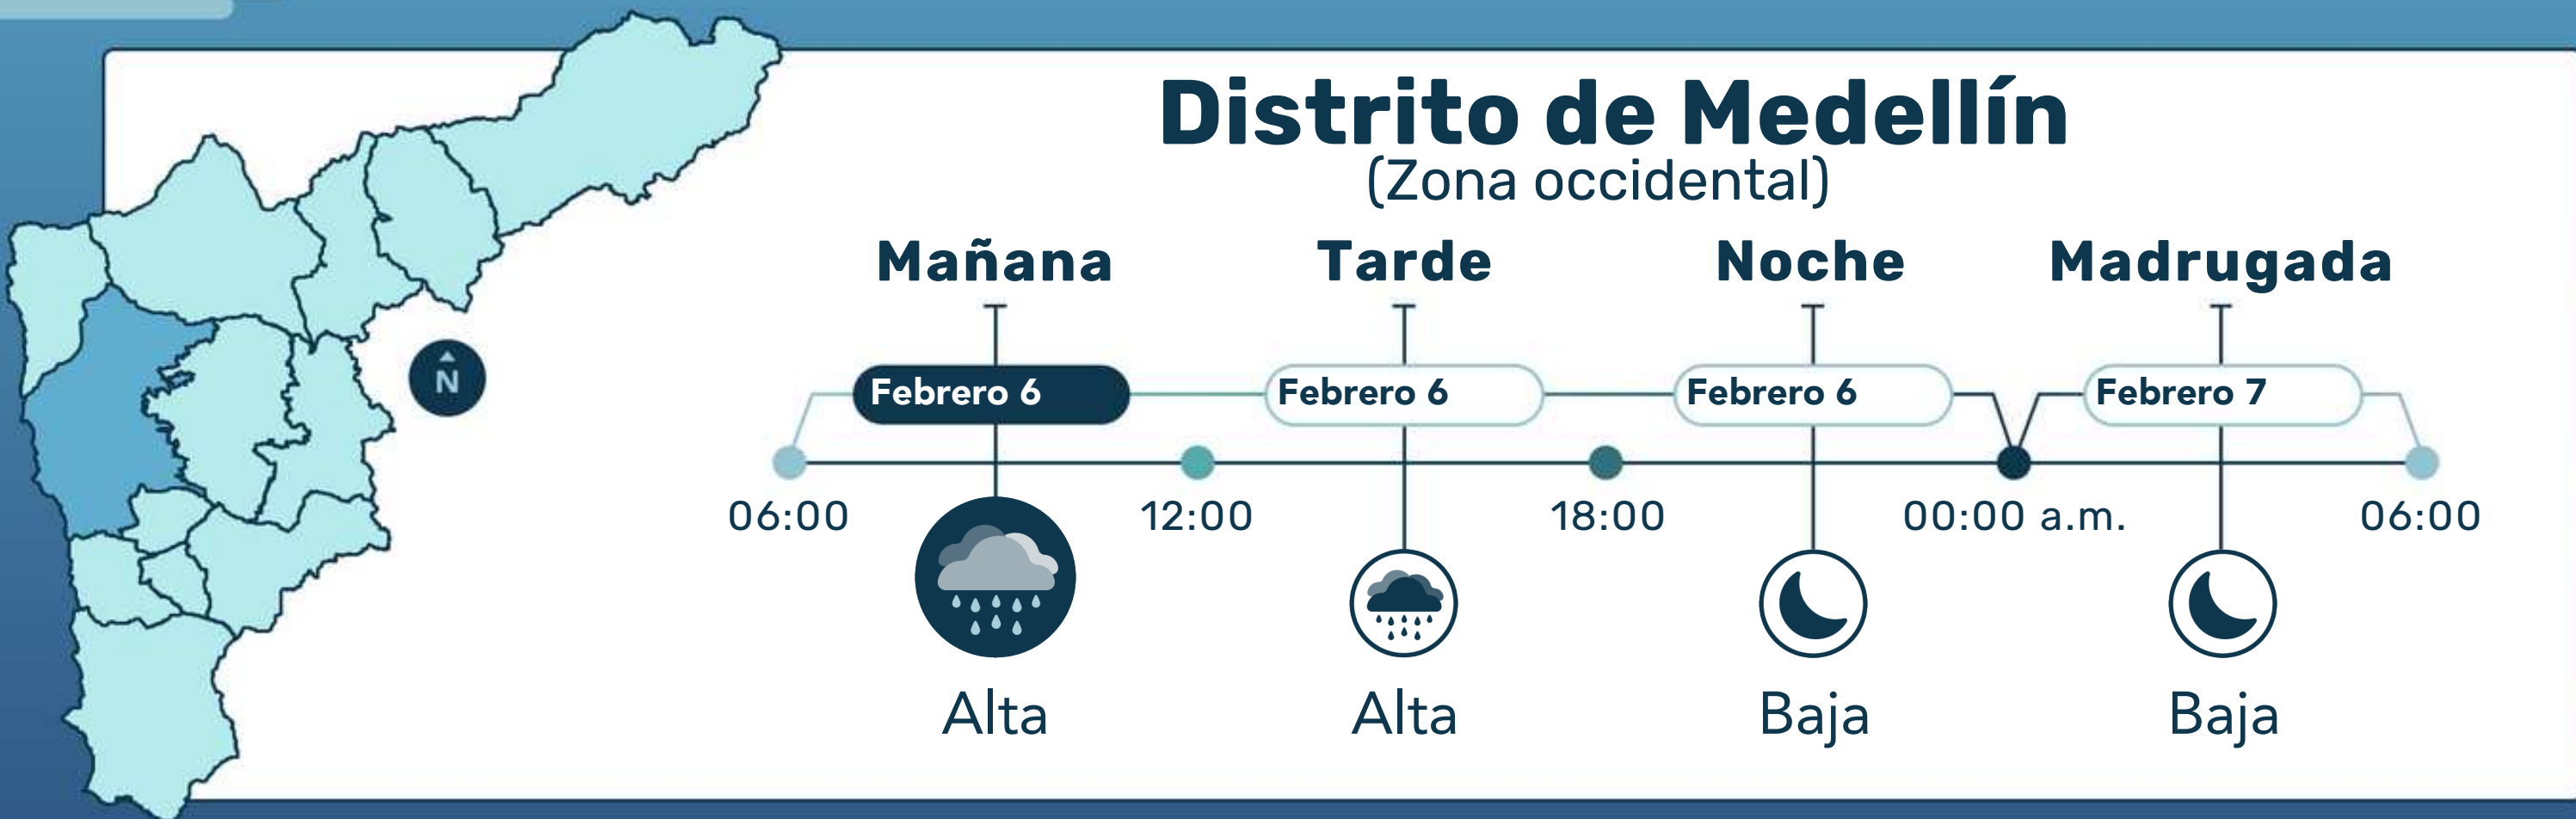 Distrito de Medellín
(Zona occidental)
Mañana Tarde Noche Madrugada
Febrero 6 Febrero 6 Febrero 6 Febrero 7
N
06:00 12:00 18:00 00:00 a.m. 06:00
Alta Alta Baja Baja